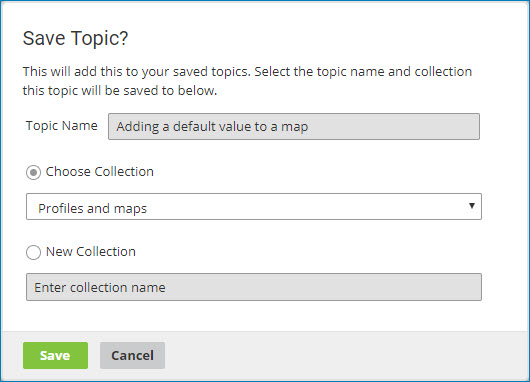 Save Topic?
This will add this to your saved topics. Select the topic name and collection
this topic will be saved to below.
Topic Name Adding a default value to a map
Choose Collection
Profiles and maps
New Collection
Enter collection name
Save Cancel